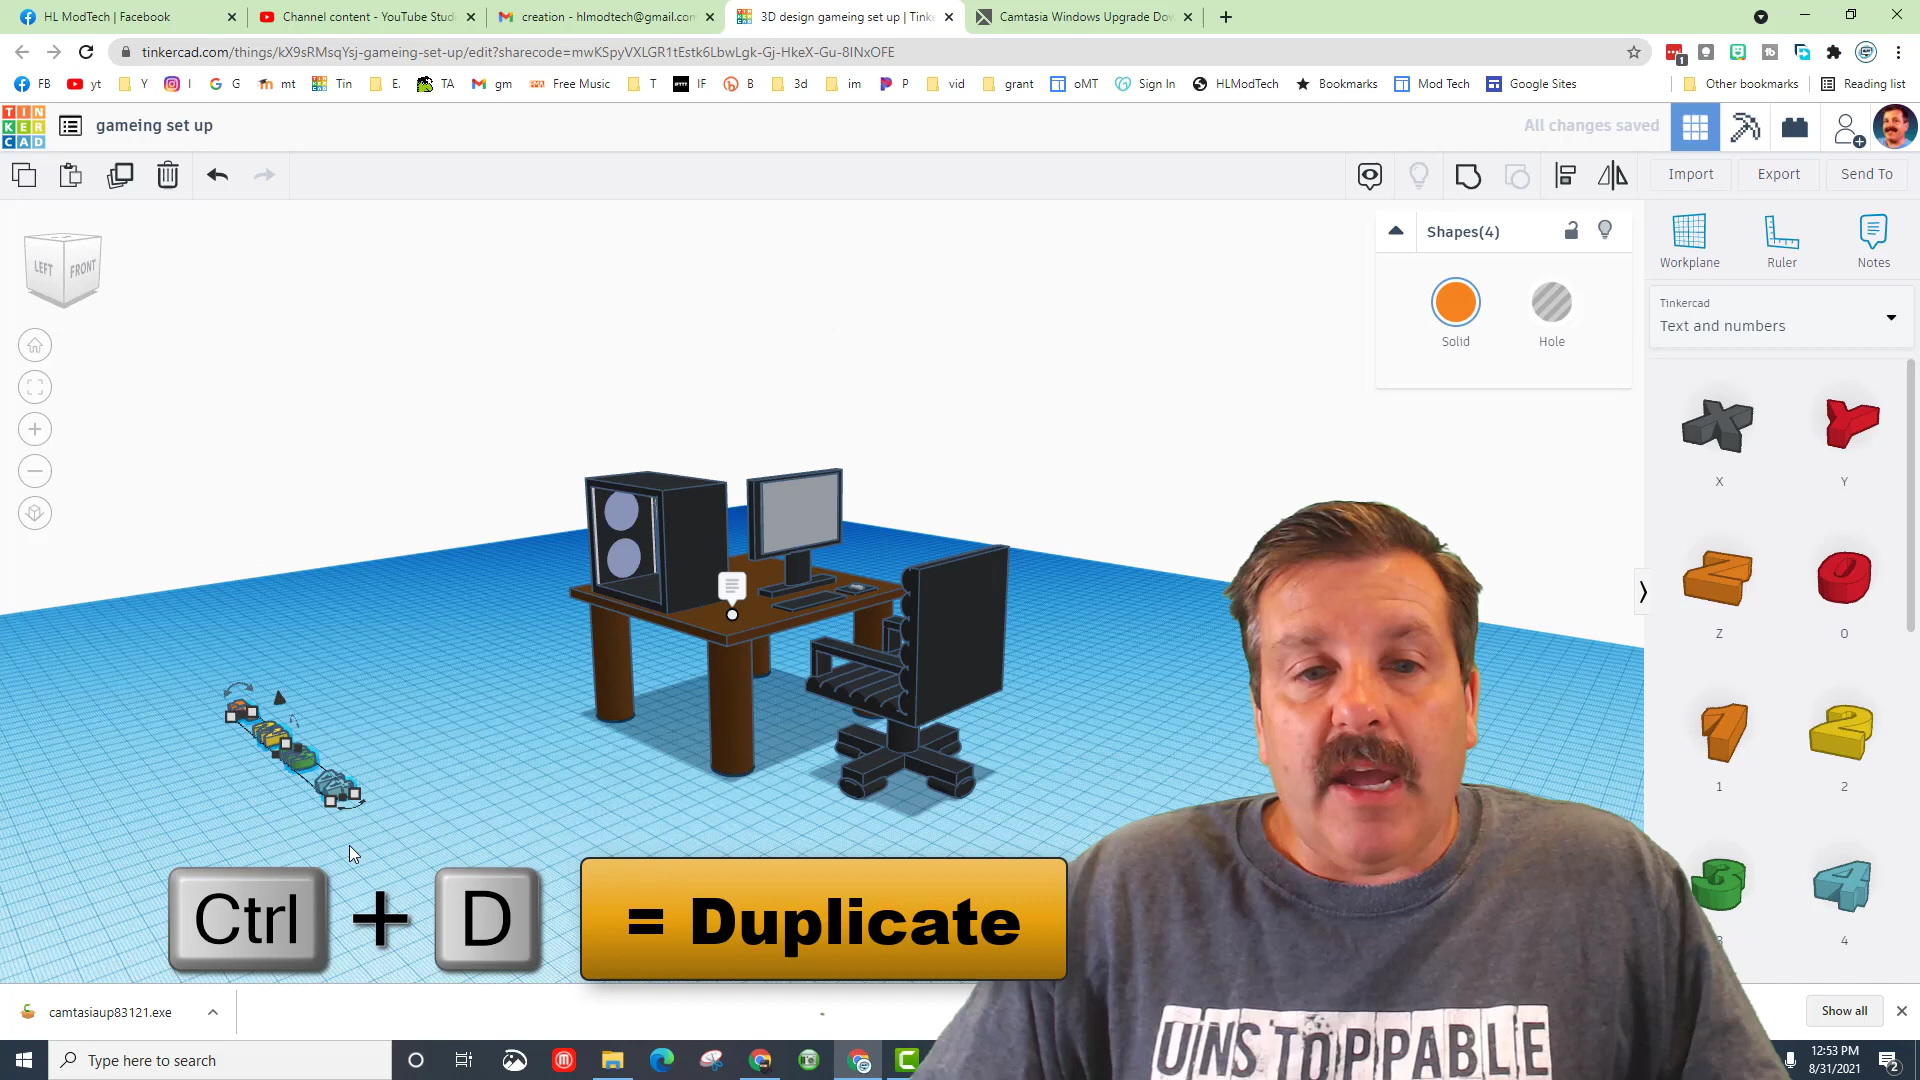 HL ModTech | Facebook
Channel content - YouTube Studi
creation - hlmodtech@gmail.com
3D design gameing set up | Tinke
Camtasia Windows Upgrade Dow
tinkercad.com/things/kX9sRMsqYsj-gameing-set-up/edit?sharecode=mwKSpyVXLGR1tEstk6LbwLgk-Gj-HkeX-Gu-8INxOFE
1
FB
yt
Y
I
G
mt
Tin
E.
TA
gm
Free Music
T
IF
B
3d
im
P
vid
grant
oMT
Sign In
HLModTech
Bookmarks
Mod Tech
Google Sites
Other bookmarks
Reading list
TIN
KER
CAD
gameing set up
All changes saved
Import
Export
Send To
LEFT
FRONT
Shapes(4)
Solid
Hole
Workplane
Ruler
Notes
Tinkercad
Text and numbers
X
Y
Z
0
1
2
3
4
Ctrl + D = Duplicate
UNSTOPPABLE
camtasiaup83121.exe
Show all
Type here to search
12:53 PM
8/31/2021
2